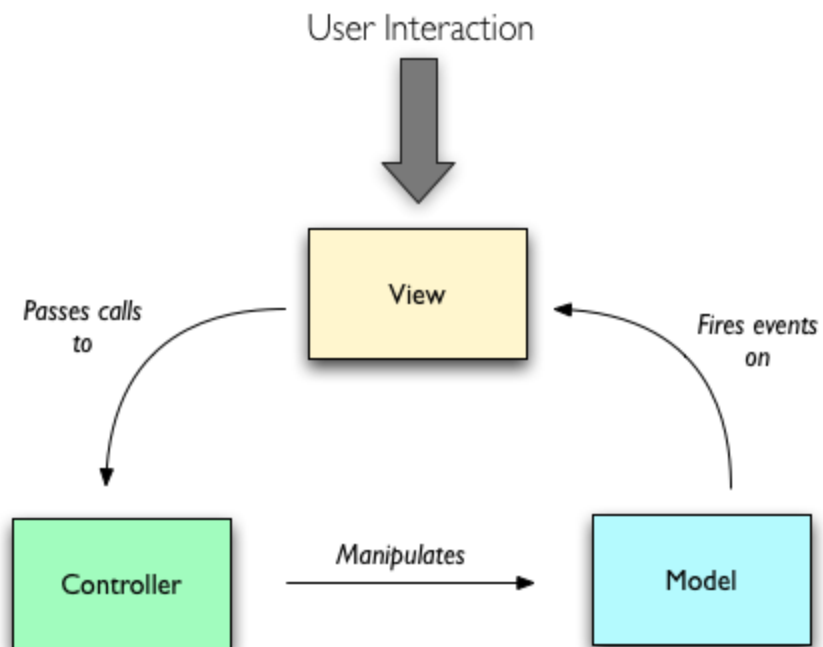 User Interaction
View
Passes calls
to
Fires events
on
Manipulates
Controller
Model